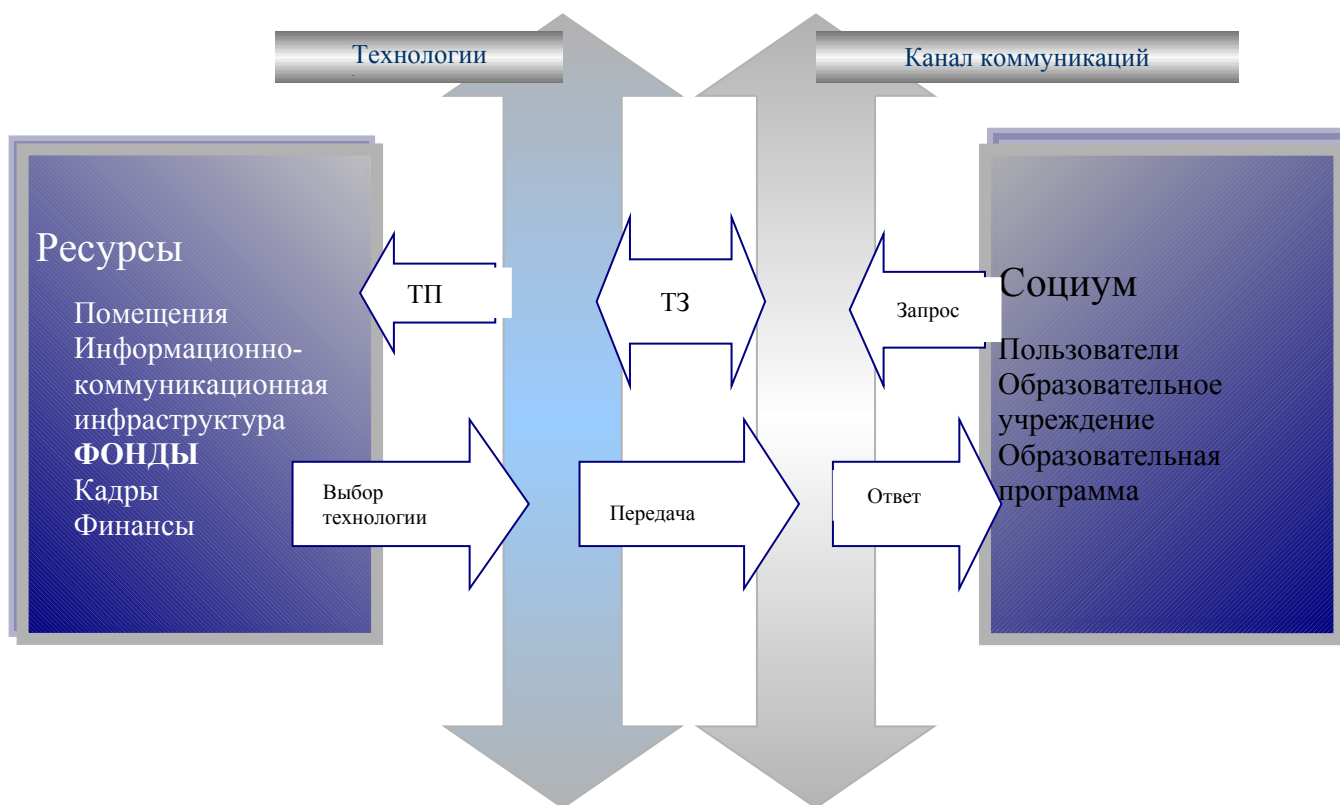 Технологии
Канал коммуникаций
Ресурсы
Помещения
Информационно-
коммуникационная
инфраструктура
ФОНДЫ
Кадры
Финансы
ТП
ТЗ
Запрос
Выбор
технологии
Передача
Ответ
Социум
Пользователи
Образовательное
учреждение
Образовательная
программа